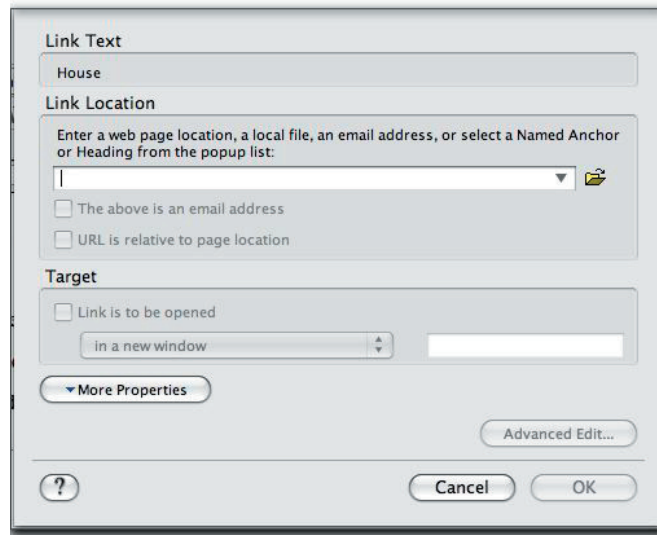 Link Text
House
Link Location
Enter a web page location, a local file, an email address, or select a Named Anchor
or Heading from the popup list:
The above is an email address
URL is relative to page location
Target
Link is to be opened
in a new window
More Properties
Advanced Edit...
? Cancel OK